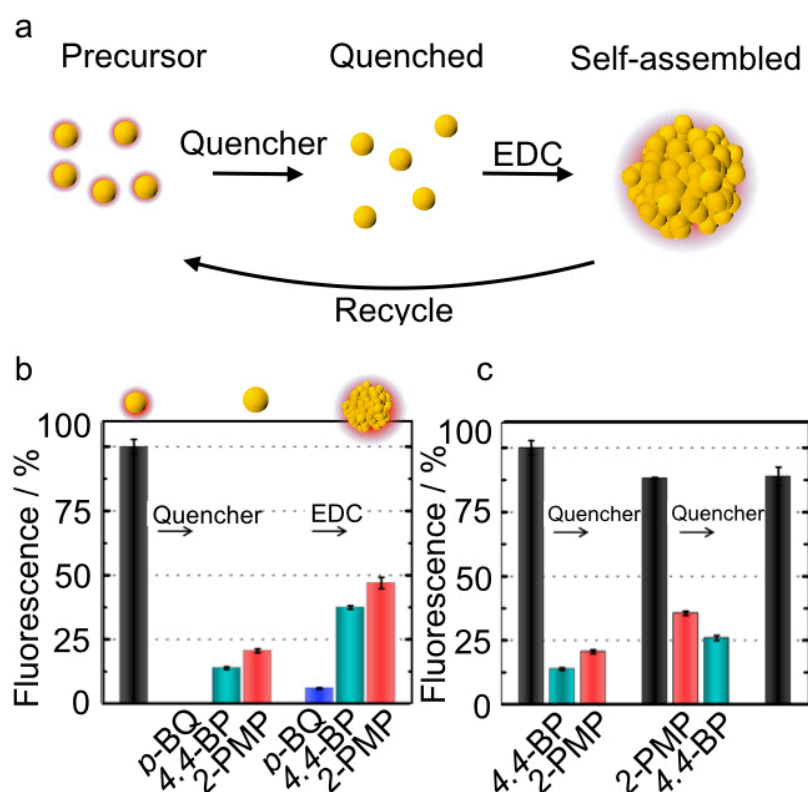 a
Precursor
Quenched
Self-assembled
Quencher
EDC
Recycle
b
Fluorescence / %
100
75
50
25
0
Quencher
EDC
p-BQ
4.4-BP
2-PMP
p-BQ
4.4-BP
2-PMP
c
Fluorescence / %
100
75
50
25
0
Quencher
Quencher
4.4-BP
2-PMP
2-PMP
4.4-BP